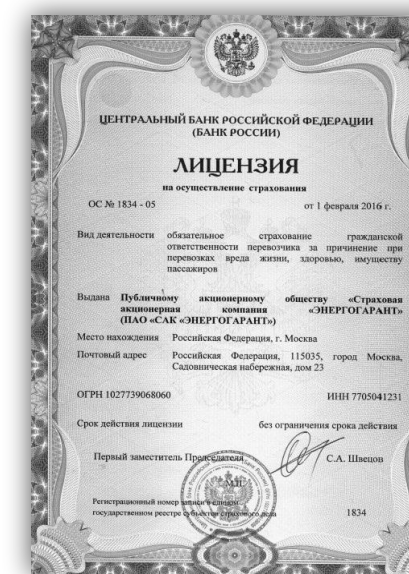 ЦЕНТРАЛЬНЫЙ БАНК РОССИЙСКОЙ ФЕДЕРАЦИИ
(БАНК РОССИИ)
ЛИЦЕНЗИЯ
на осуществление страхования
ОС № 1834 - 05 от 1 февраля 2016 г.
Вид деятельности обязательное страхование гражданской
ответственности перевозчика за причинение при
перевозках вреда жизни, здоровью, имуществу
пассажиров
Выдана Публичному акционерному обществу «Страховая
акционерная компания «ЭНЕРГОГАРАНТ»
(ПАО «САК «ЭНЕРГОГАРАНТ»)
Место нахождения Российская Федерация, г. Москва
Почтовый адрес Российская Федерация, 115035, город Москва,
Садовническая набережная, дом 23
ОГРН 1027739068060 ИНН 7705041231
Срок действия лицензии без ограничения срока действия
Первый заместитель Председателя С.А. Швецов
М.П.
Регистрационный номер записи в едином
государственном реестре субъектов страхового дела 1834